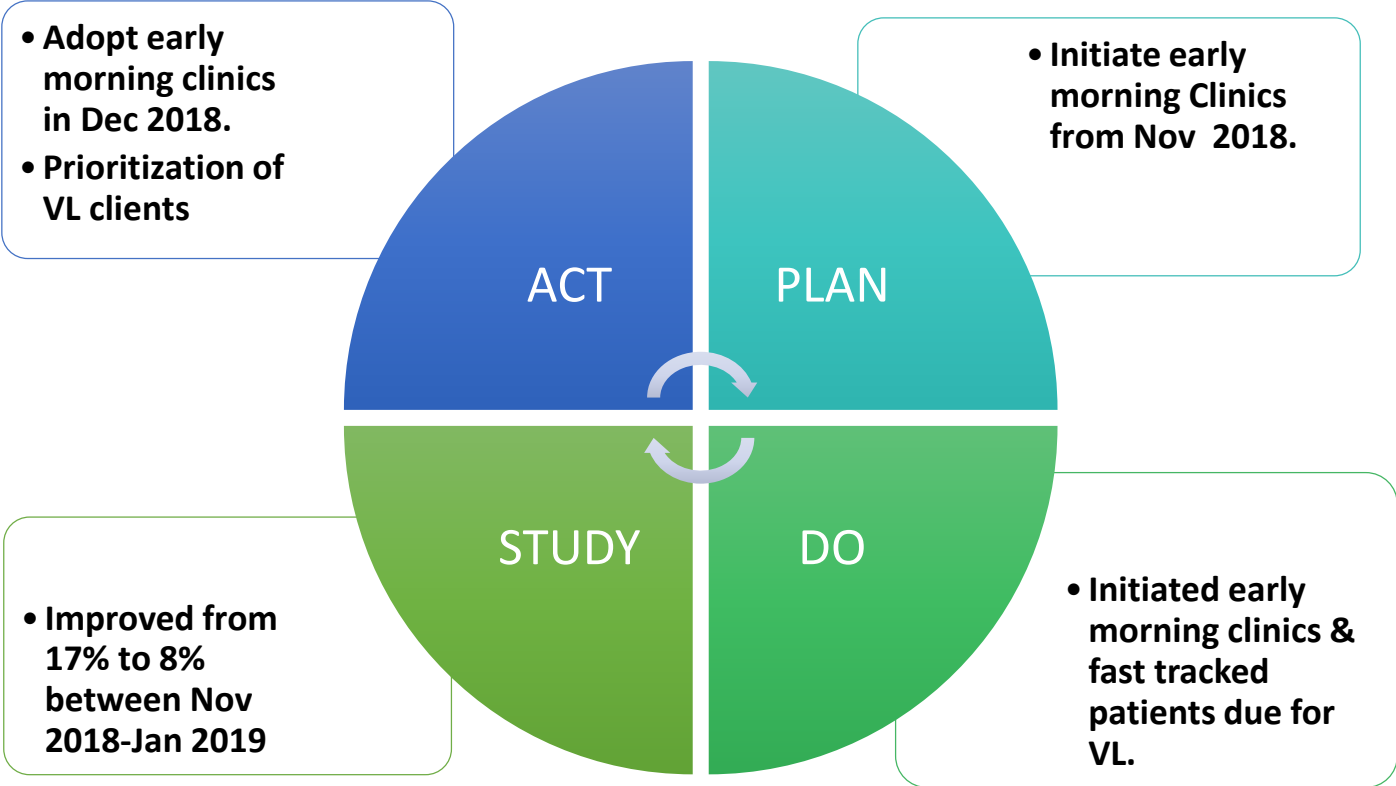 • Adopt early
morning clinics
in Dec 2018.
• Prioritization of
VL clients
• Initiate early
morning Clinics
from Nov  2018.
ACT
PLAN
STUDY
DO
• Improved from
17% to 8%
between Nov
2018-Jan 2019
• Initiated early
morning clinics &
fast tracked
patients due for
VL.